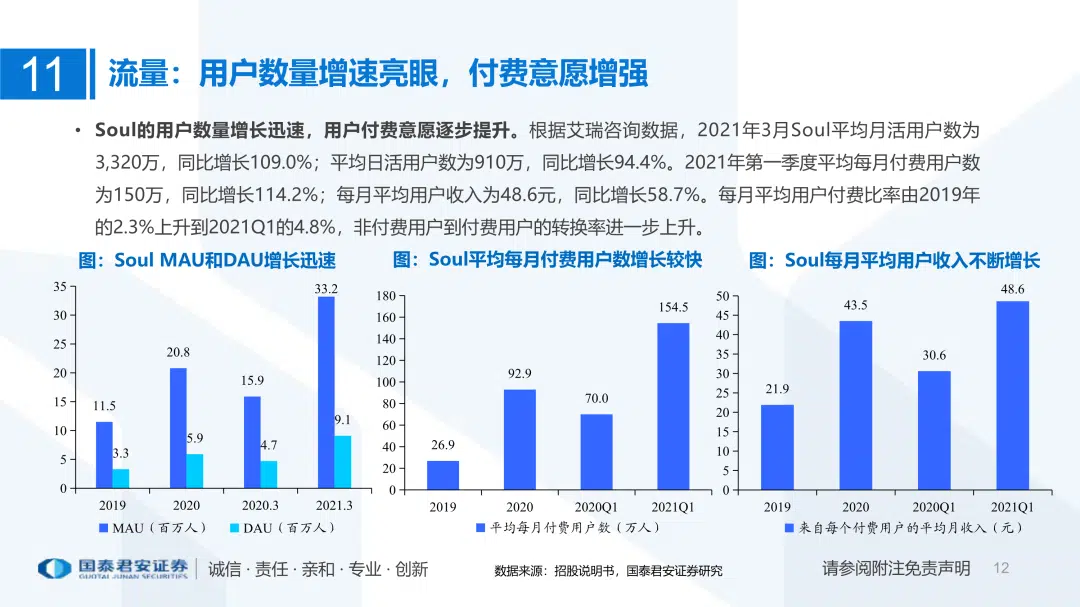 11
流量：用户数量增速亮眼，付费意愿增强
• Soul的用户数量增长迅速，用户付费意愿逐步提升。根据艾瑞咨询数据，2021年3月Soul平均月活用户数为
3,320万，同比增长109.0%；平均日活用户数为910万，同比增长94.4%。2021年第一季度平均每月付费用户数
为150万，同比增长114.2%；每月平均用户收入为48.6元，同比增长58.7%。每月平均用户付费比率由2019年
的2.3%上升到2021Q1的4.8%，非付费用户到付费用户的转换率进一步上升。
图：Soul MAU和DAU增长迅速
35
30
25
20
15
10
5
0
11.5
3.3
20.8
5.9
15.9
4.7
33.2
9.1
2019
2020
2020.3
2021.3
MAU（百万人）
DAU（百万人）
图：Soul平均每月付费用户数增长较快
180
160
140
120
100
80
60
40
20
0
26.9
92.9
70.0
154.5
2019
2020
2020Q1
2021Q1
平均每月付费用户数（万人）
图：Soul每月平均用户收入不断增长
50
45
40
35
30
25
20
15
10
5
0
21.9
43.5
30.6
48.6
2019
2020
2020Q1
2021Q1
来自每个付费用户的平均月收入（元）
国泰君安证券
GUOTAI JUNAN SECURITIES
诚信 · 责任 · 亲和 · 专业 · 创新
数据来源：招股说明书，国泰君安证券研究
请参阅附注免责声明
12